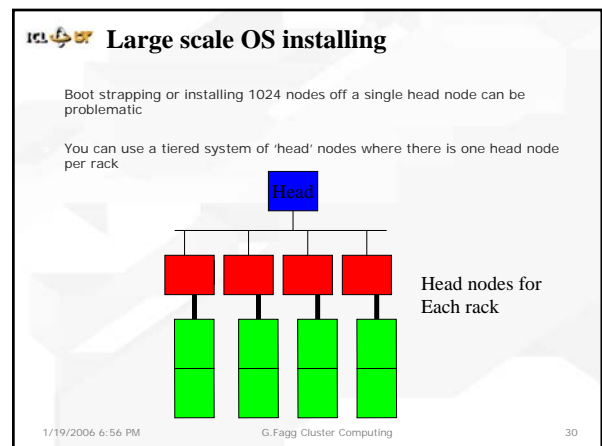 ICL UT Large scale OS installing
Boot strapping or installing 1024 nodes off a single head node can be
problematic
You can use a tiered system of ‘head’ nodes where there is one head node
per rack
Head
Head nodes for
Each rack
1/19/2006 6:56 PM G.Fagg Cluster Computing 30